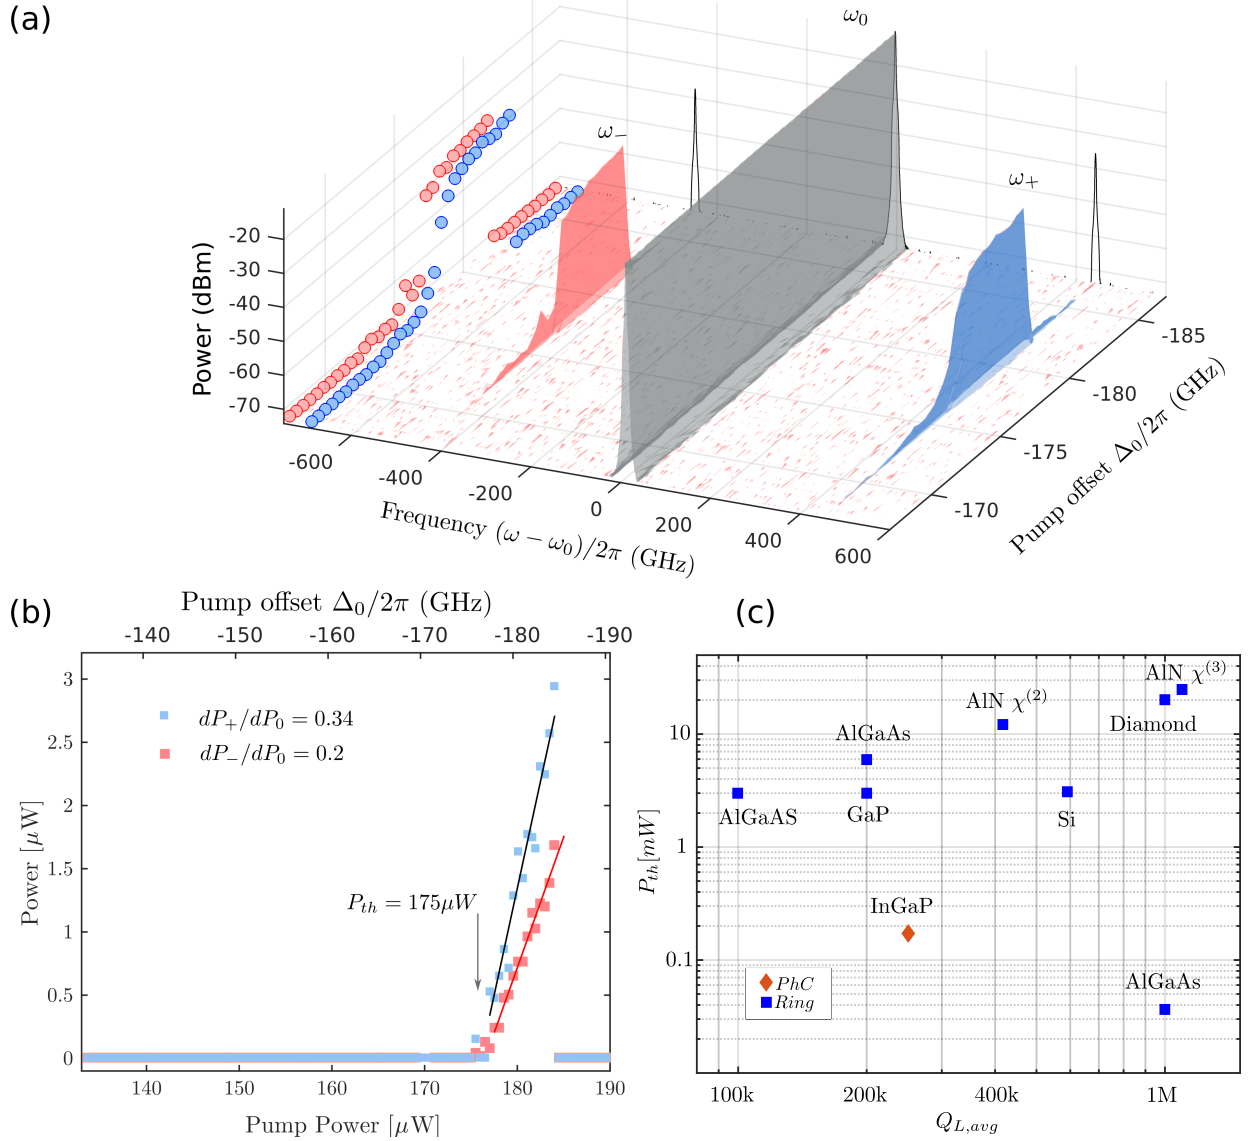 (a)
ω₀
ω₋
ω₊
Power (dBm)
-20
-30
-40
-50
-60
-70
-600
-400
-200
0
200
400
600
Frequency (ω − ω₀)/2π (GHz)
-185
-180
-175
-170
Pump offset Δ₀/2π (GHz)
(b)
Pump offset Δ₀/2π (GHz)
-140 -150 -160 -170 -180 -190
3
2.5
2
1.5
1
0.5
0
Power [μW]
dP₊/dP₀ = 0.34
dP₋/dP₀ = 0.2
P_th = 175μW
140 150 160 170 180 190
Pump Power [μW]
(c)
P_th[mW]
10
1
0.1
AlN χ⁽³⁾
AlN χ⁽²⁾
Diamond
AlGaAs
AlGaAS
GaP
Si
InGaP
AlGaAs
PhC
Ring
100k 200k 400k 1M
Q_{L,avg}